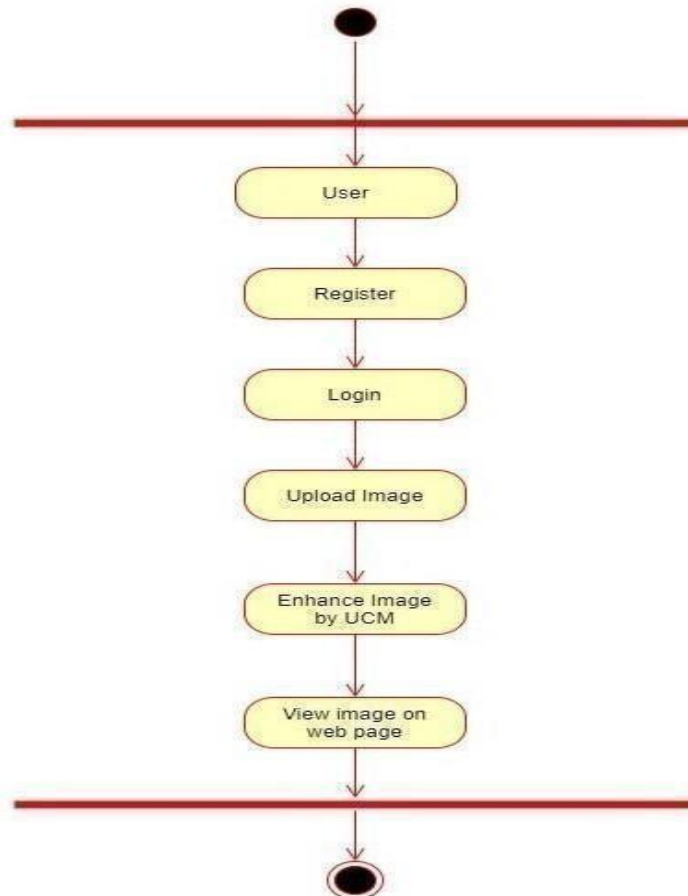 User
Register
Login
Upload Image
Enhance Image
by UCM
View image on
web page